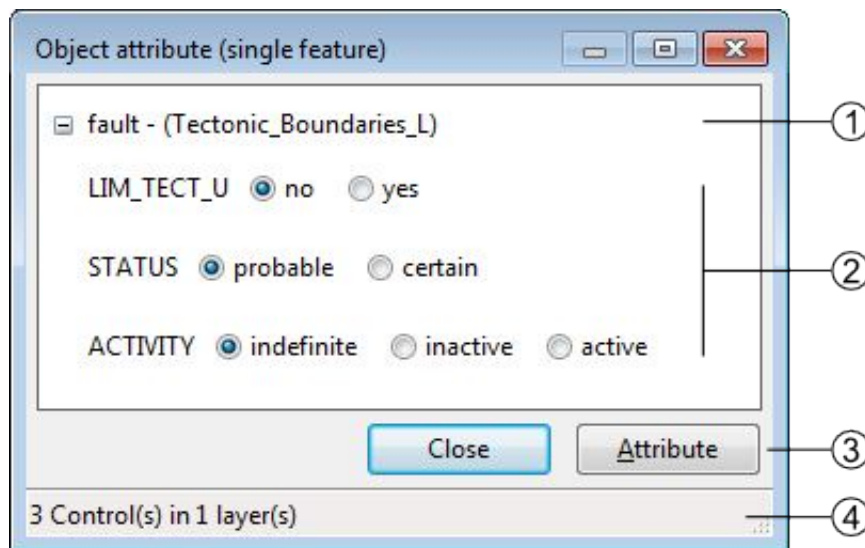 Object attribute (single feature)
fault - (Tectonic_Boundaries_L) 1
LIM_TECT_U no yes
STATUS probable certain 2
ACTIVITY indefinite inactive active
Close Attribute 3
3 Control(s) in 1 layer(s) 4